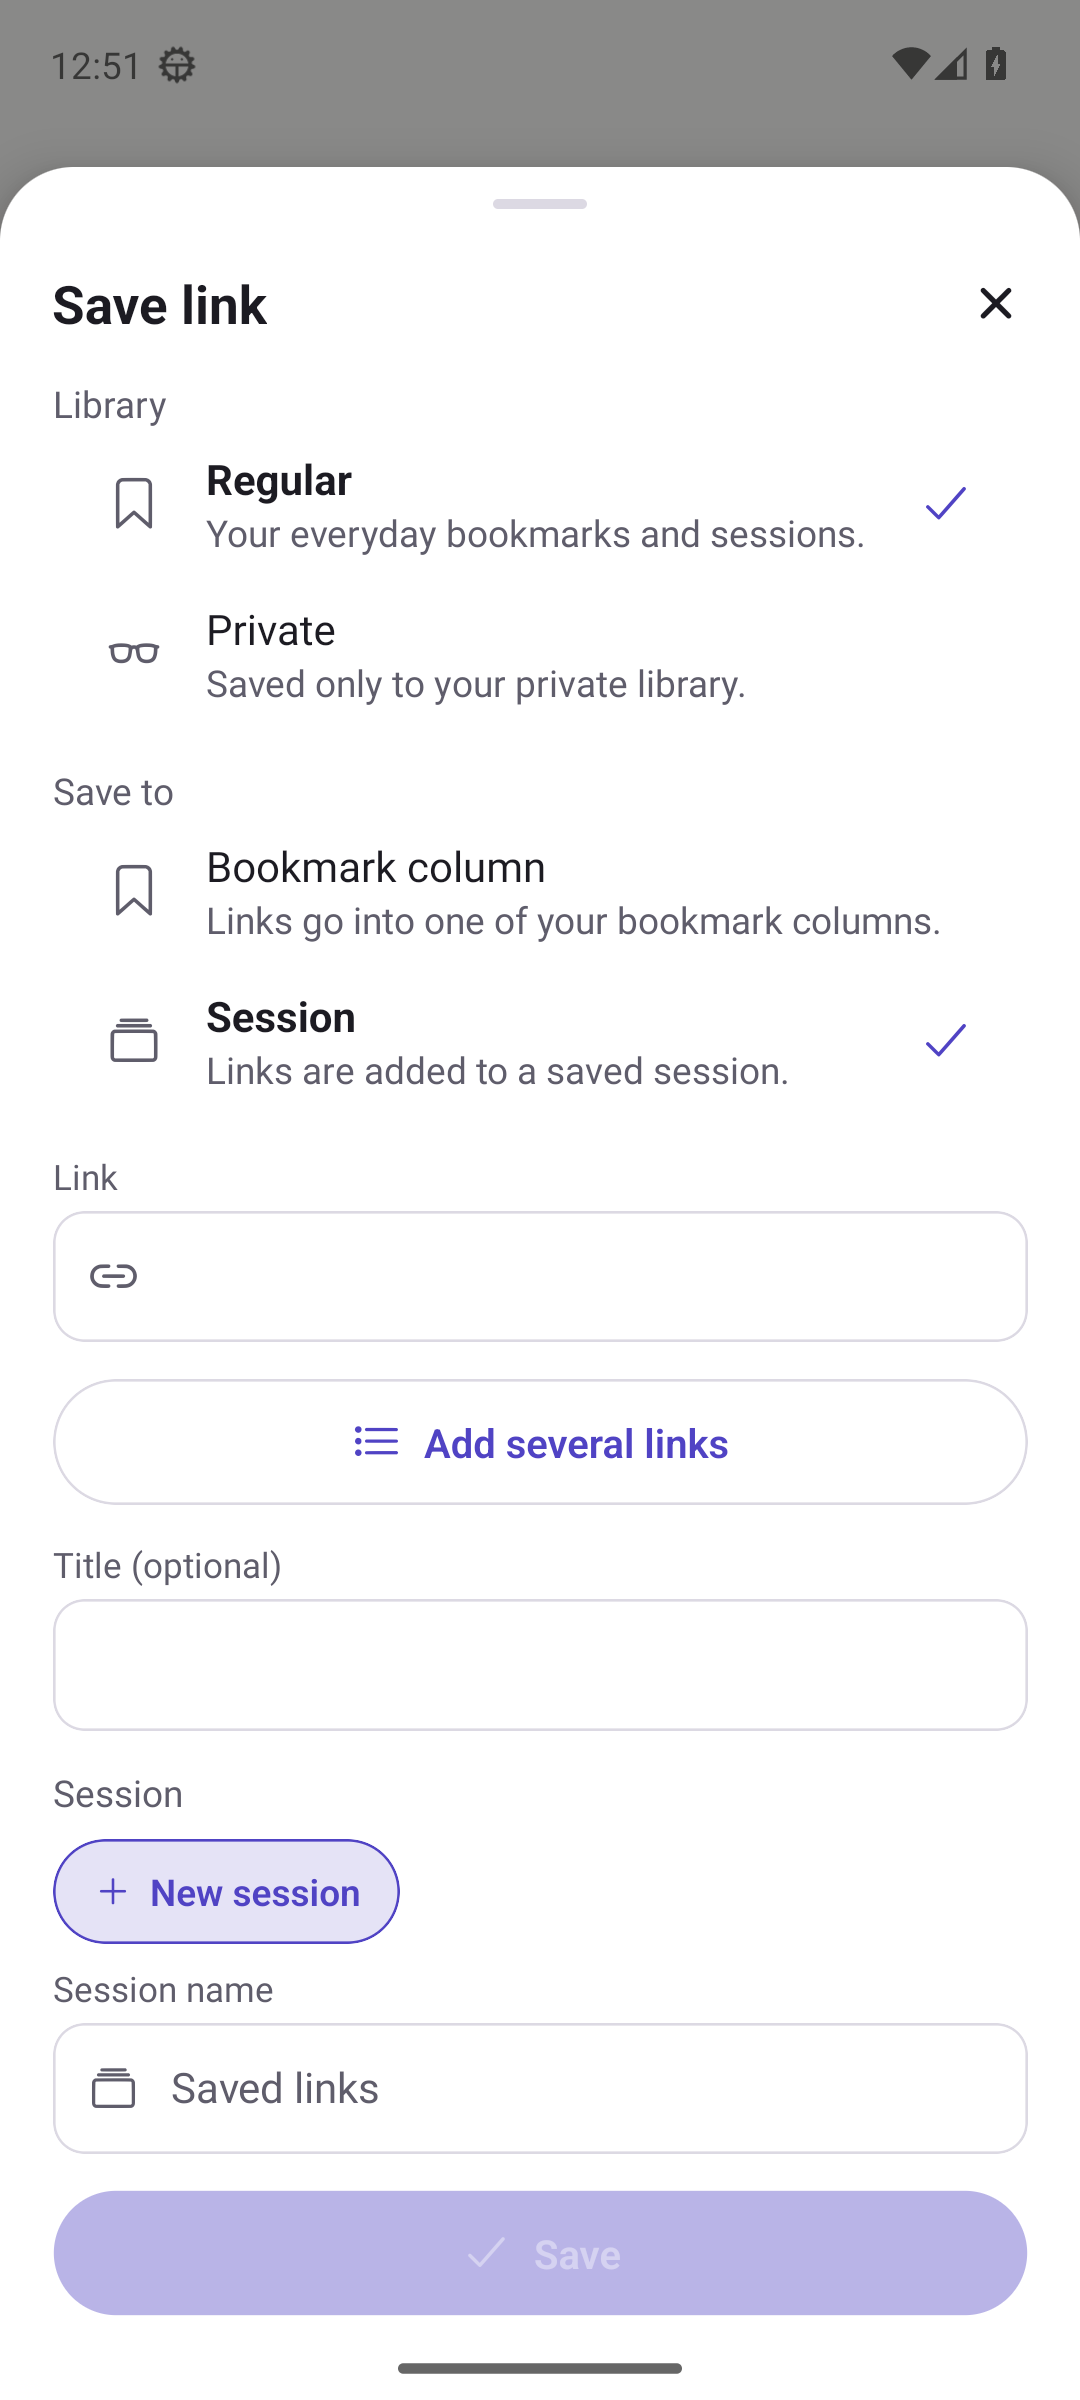 12:51
Save link
Library
Regular
Your everyday bookmarks and sessions.
Private
Saved only to your private library.
Save to
Bookmark column
Links go into one of your bookmark columns.
Session
Links are added to a saved session.
Link
Add several links
Title (optional)
Session
New session
Session name
Saved links
Save